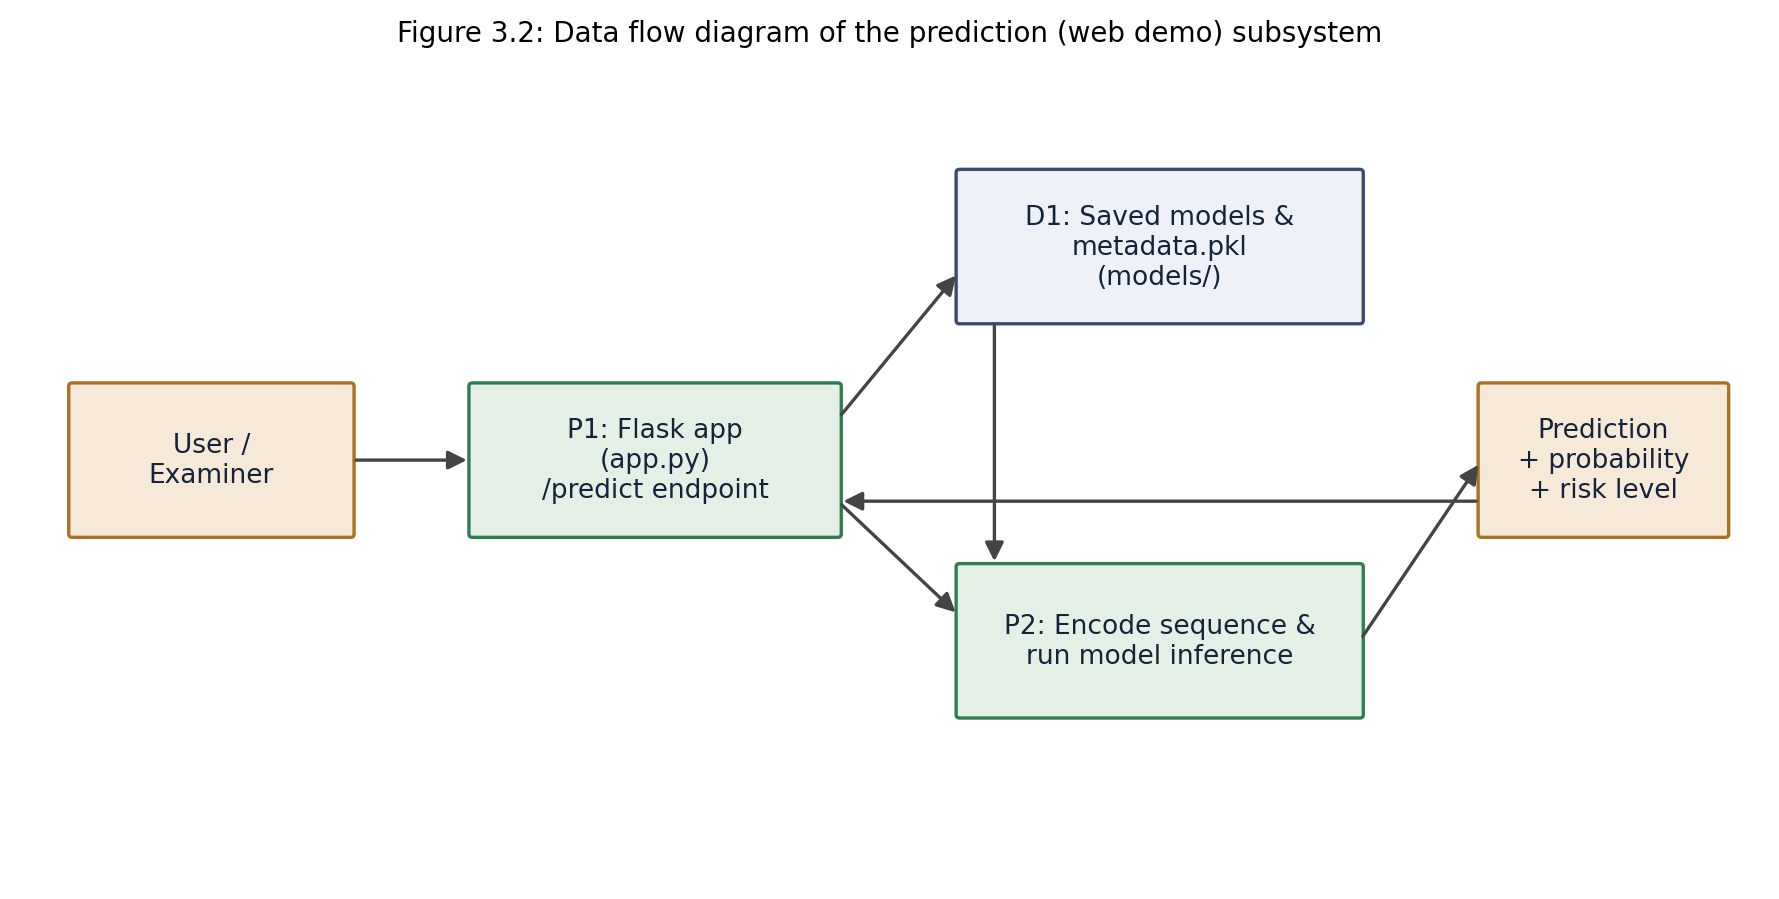 Figure 3.2: Data flow diagram of the prediction (web demo) subsystem
D1: Saved models &
metadata.pkl
(models/)
User /
Examiner
P1: Flask app
(app.py)
/predict endpoint
Prediction
+ probability
+ risk level
P2: Encode sequence &
run model inference